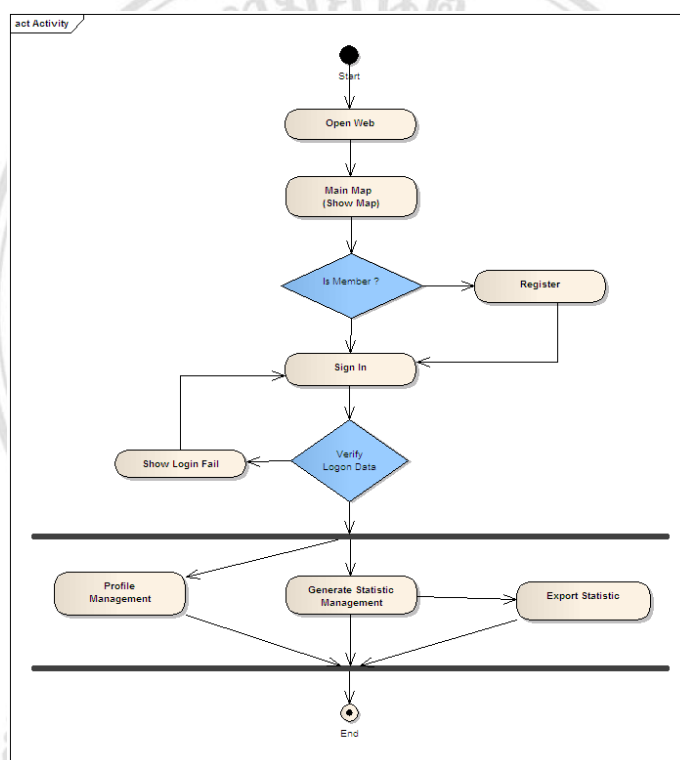 act Activity
Start
Open Web
Main Map
(Show Map)
Is Member ?
Register
Sign In
Verify
Logon Data
Show Login Fail
Profile
Management
Generate Statistic
Management
Export Statistic
End